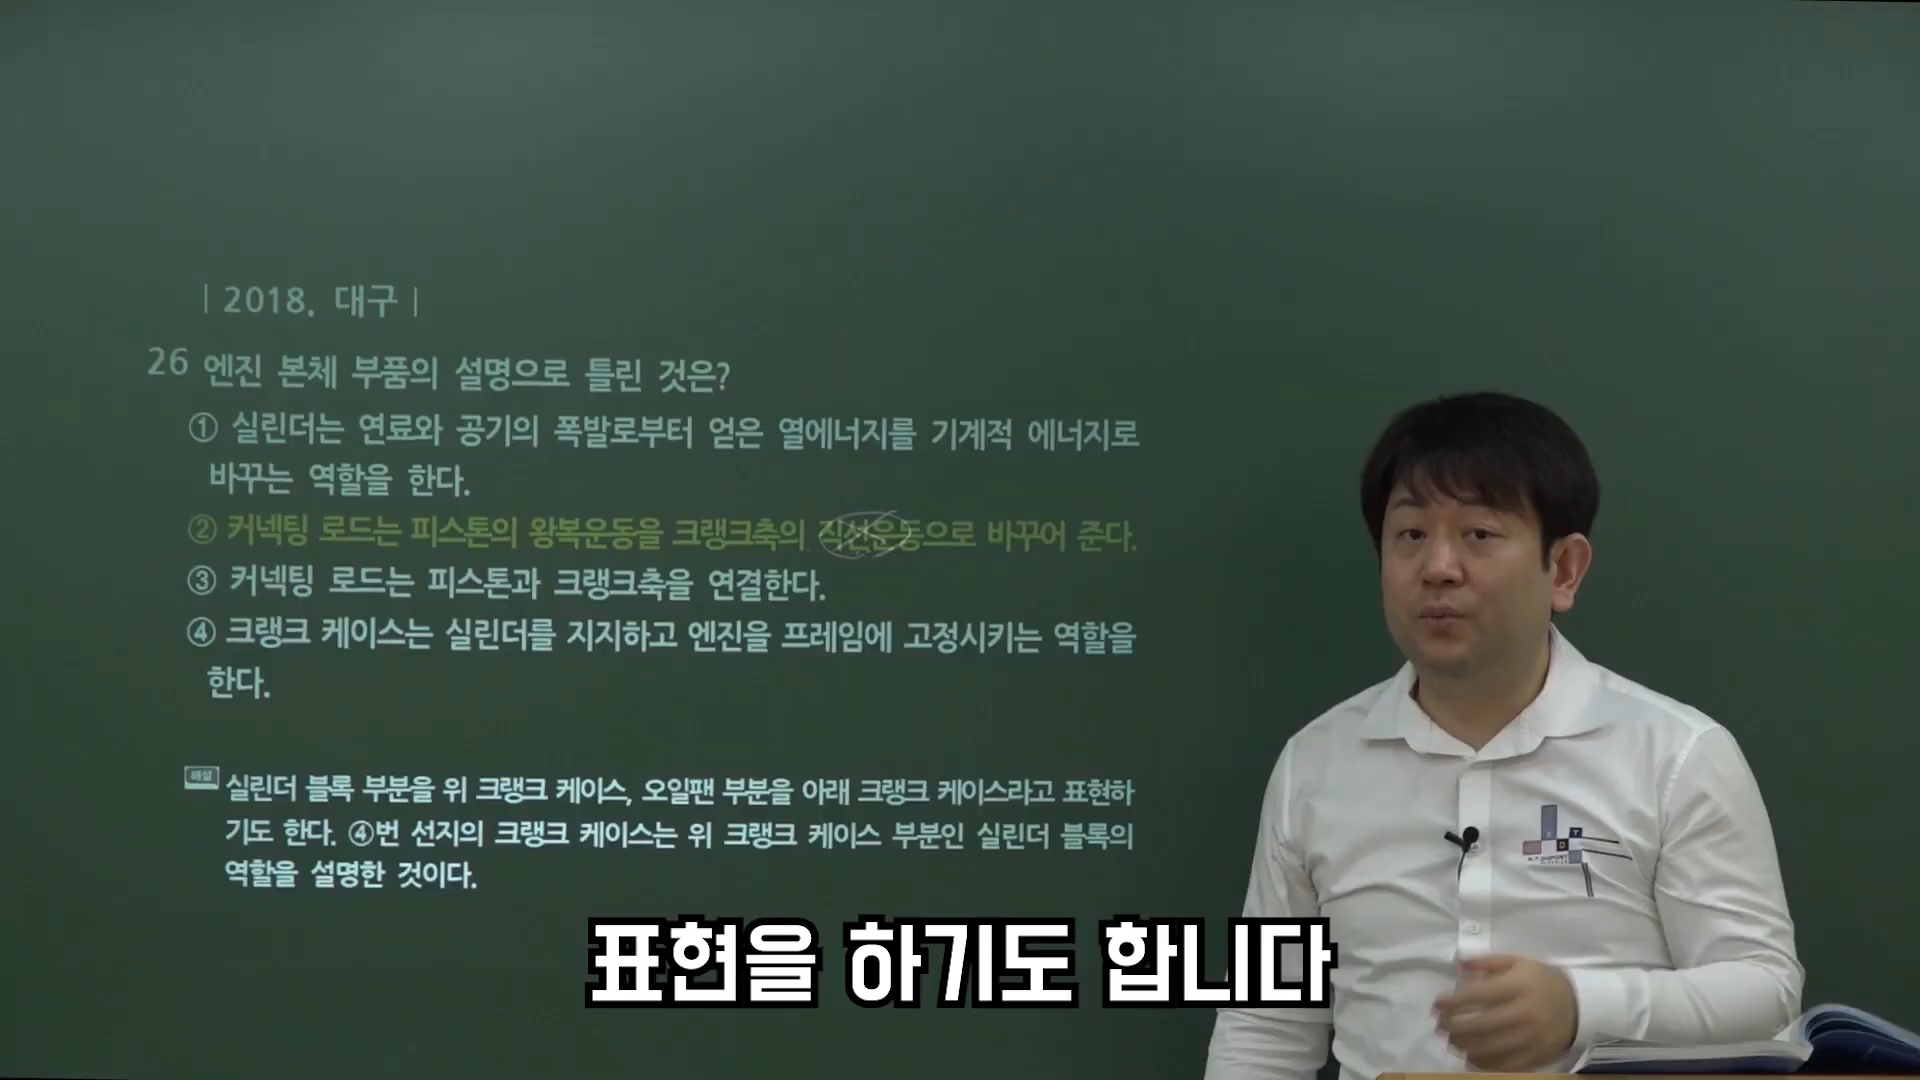 | 2018. 대구 |
26 엔진 본체 부품의 설명으로 틀린 것은?
① 실린더는 연료와 공기의 폭발로부터 얻은 열에너지를 기계적 에너지로
바꾸는 역할을 한다.
② 커넥팅 로드는 피스톤의 왕복운동을 크랭크축의 직선운동으로 바꾸어 준다.
③ 커넥팅 로드는 피스톤과 크랭크축을 연결한다.
④ 크랭크 케이스는 실린더를 지지하고 엔진을 프레임에 고정시키는 역할을
한다.
해설 실린더 블록 부분을 위 크랭크 케이스, 오일팬 부분을 아래 크랭크 케이스라고 표현하
기도 한다. ④번 선지의 크랭크 케이스는 위 크랭크 케이스 부분인 실린더 블록의
역할을 설명한 것이다.
표현을 하기도 합니다